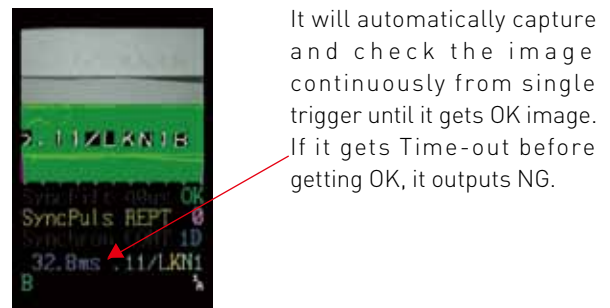 It will automatically capture
and check the image
continuously from single
trigger until it gets OK image.
If it gets Time-out before
getting OK, it outputs NG.
.11/LKN1B
OK
SyncPuls REPT 0
1D
32.8ms .11/LKN1
B